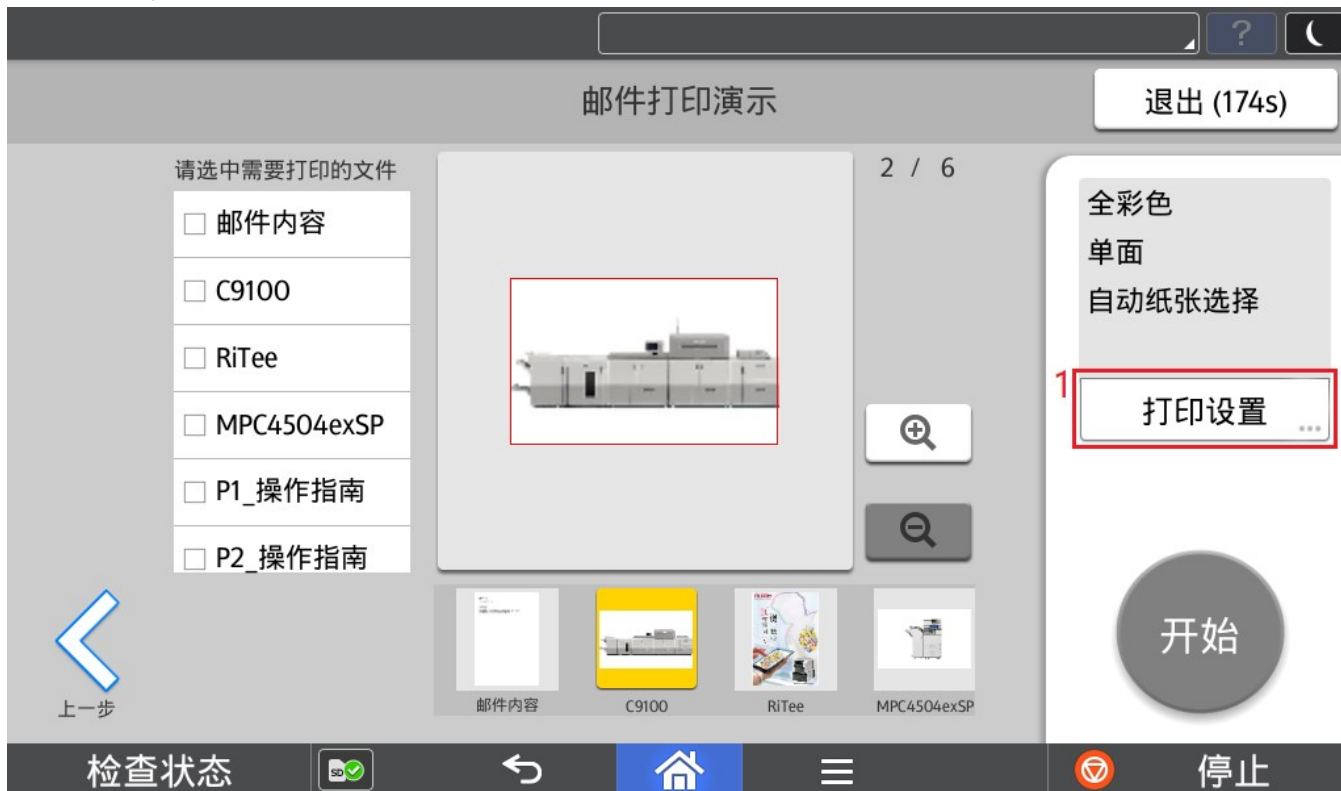 ?
邮件打印演示
退出 (174s)
请选中需要打印的文件
邮件内容
C9100
RiTee
MPC4504exSP
P1_操作指南
P2_操作指南
2 / 6
全彩色
单面
自动纸张选择
1
打印设置
开始
邮件内容
C9100
RiTee
MPC4504exSP
上一步
检查状态
SD
停止